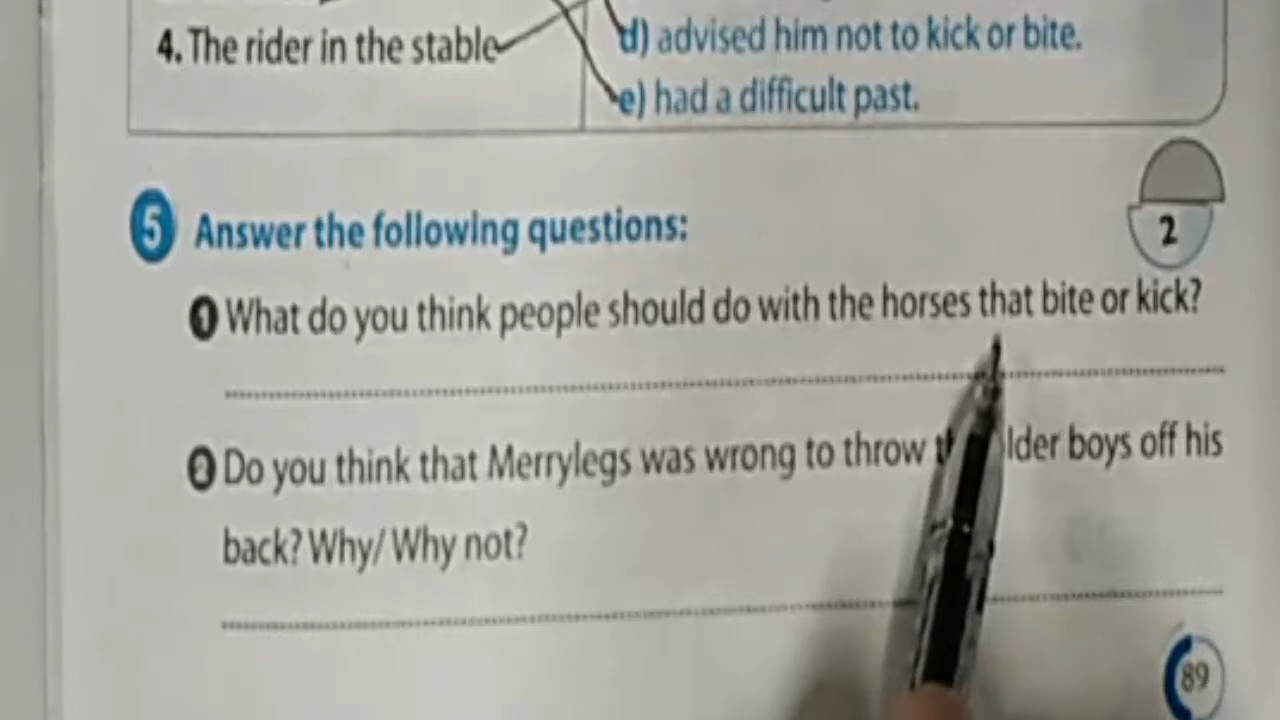 4. The rider in the stable
d) advised him not to kick or bite.
e) had a difficult past.
5 Answer the following questions:
2
1 What do you think people should do with the horses that bite or kick?
2 Do you think that Merrylegs was wrong to throw lder boys off his
back? Why/ Why not?
89